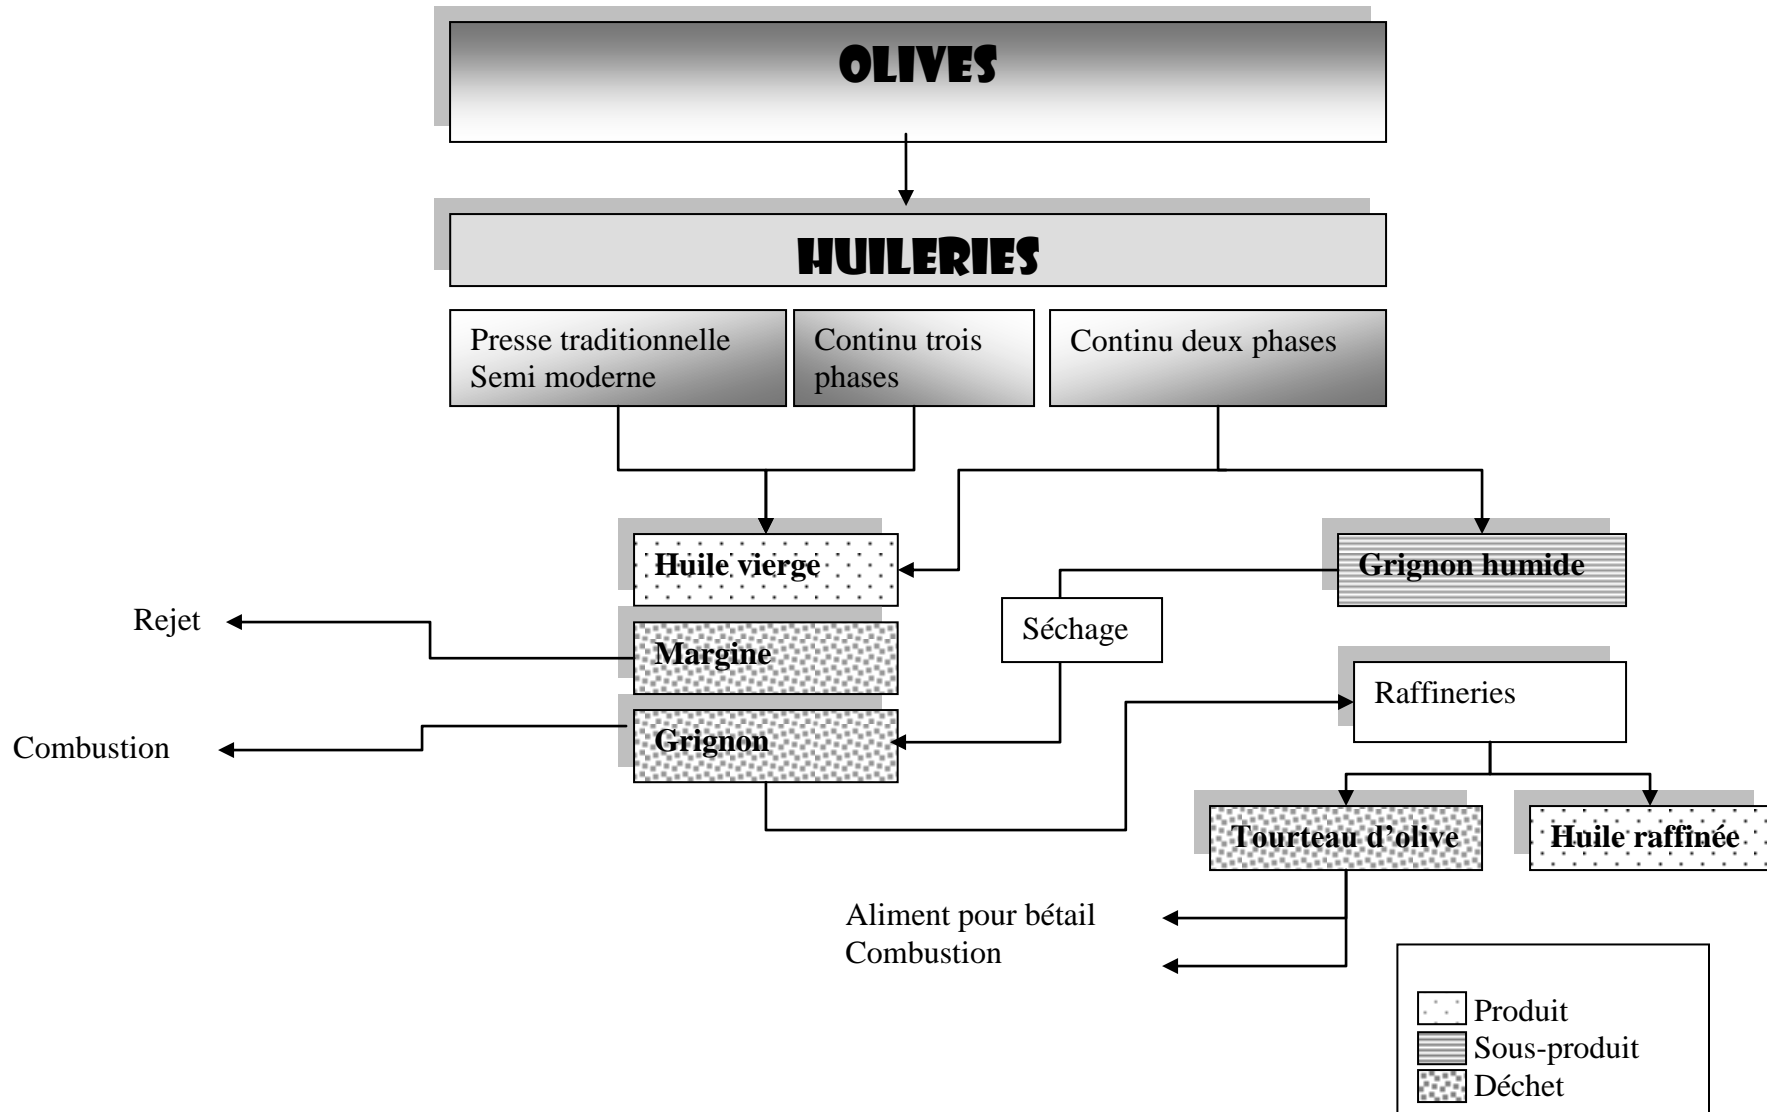 OLIVES
HUILERIES
Presse traditionnelle
Semi moderne
Continu trois
phases
Continu deux phases
Huile vierge
Grignon humide
Rejet
Séchage
Margine
Raffineries
Combustion
Grignon
Tourteau d’olive
Huile raffinée
Aliment pour bétail
Combustion
Produit
Sous-produit
Déchet